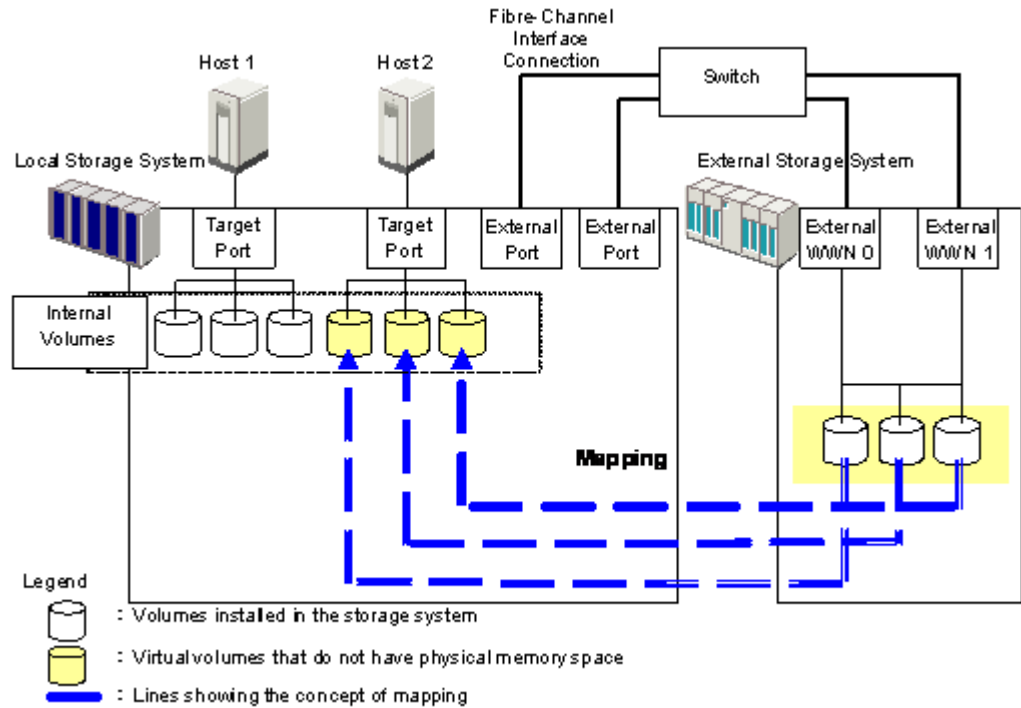 Fibre-Channel
Interface
Connection
Host 1
Host 2
Switch
Local Storage System
External Storage System
Target
Port
Target
Port
External
Port
External
Port
External
WWN 0
External
WWN 1
Internal
Volumes
Mapping
Legend
: Volumes installed in the storage system
: Virtual volumes that do not have physical memory space
: Lines showing the concept of mapping